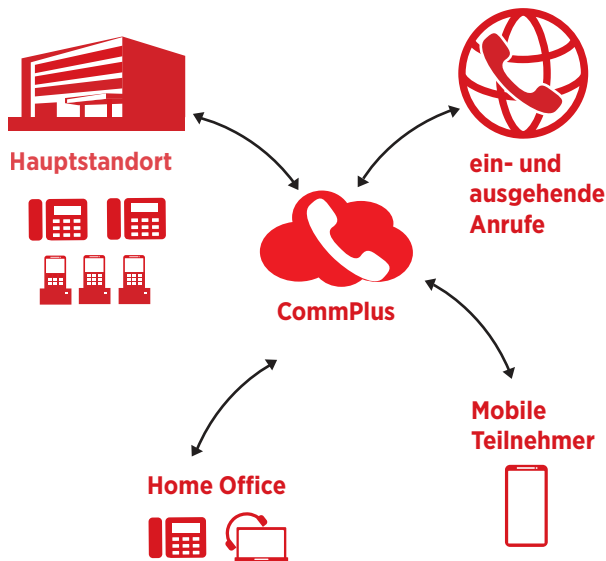 Hauptstandort
ein- und
ausgehende
Anrufe
CommPlus
Mobile
Teilnehmer
Home Office